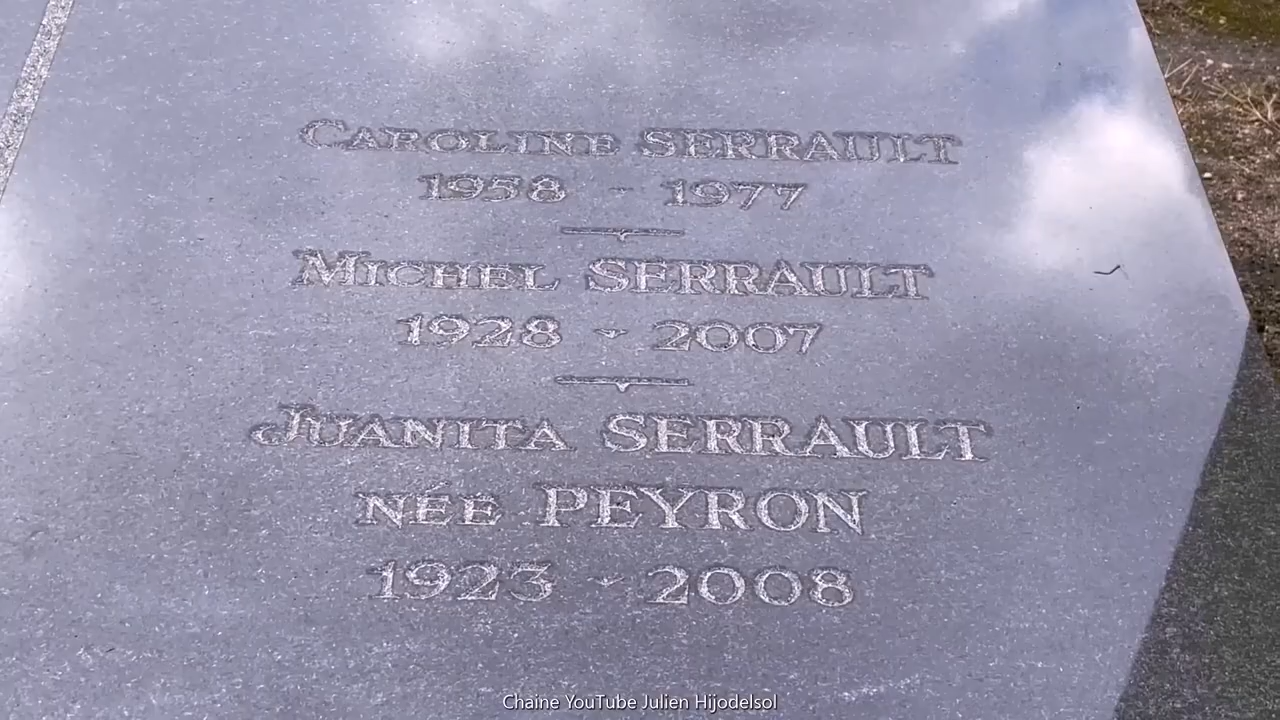 CAROLINE SERRAULT
1958 - 1977
MICHEL SERRAULT
1928 - 2007
JUANITA SERRAULT
NÉE PEYRON
1923 - 2008
Chaine YouTube Julien Hijodelsol